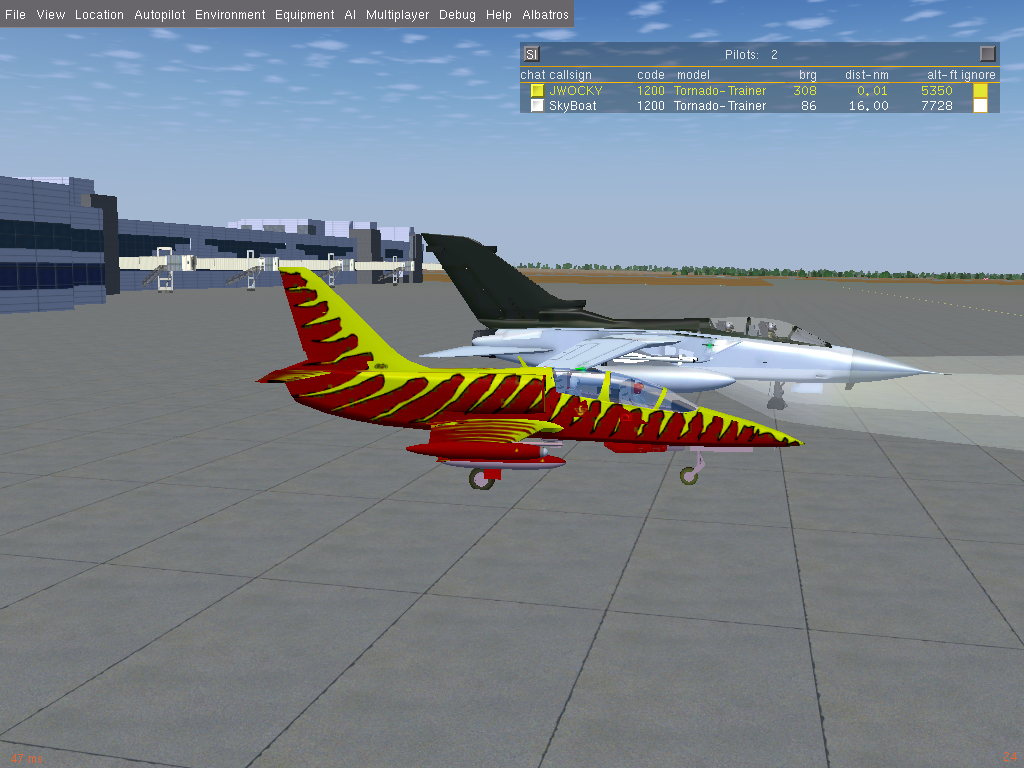 File View Location Autopilot Environment Equipment AI Multiplayer Debug Help Albatros
SI Pilots: 2
chat callsign code model brg dist-nm alt-ft ignore
JWOCKY 1200 Tornado-Trainer 308 0.01 5350
SkyBoat 1200 Tornado-Trainer 86 16.00 7728